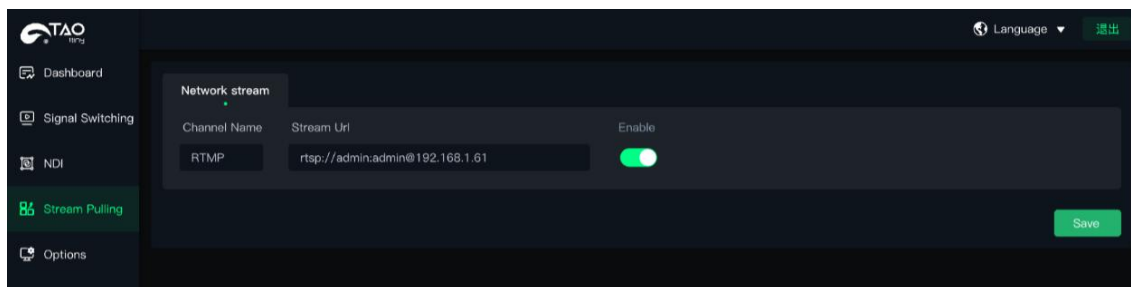 TAO
tiny
Language
退出
Dashboard
Network stream
Signal Switching
Channel Name Stream Url Enable
RTMP rtsp://admin:admin@192.168.1.61
NDI
Stream Pulling
Save
Options